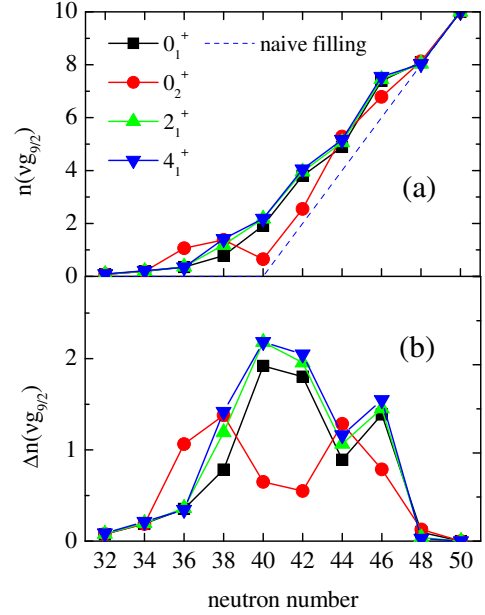 10
8
6
4
2
0
n(νg9/2)
0₁⁺
0₂⁺
2₁⁺
4₁⁺
naive filling
(a)
2
1
0
Δn(νg9/2)
(b)
32 34 36 38 40 42 44 46 48 50
neutron number